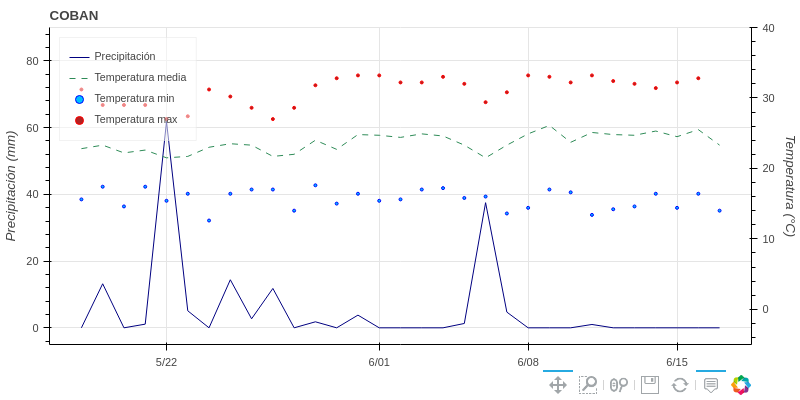 COBAN
Precipitación
Temperatura media
Temperatura min
Temperatura max
Precipitación (mm)
80
60
40
20
0
Temperatura (°C)
40
30
20
10
0
5/22
6/01
6/08
6/15